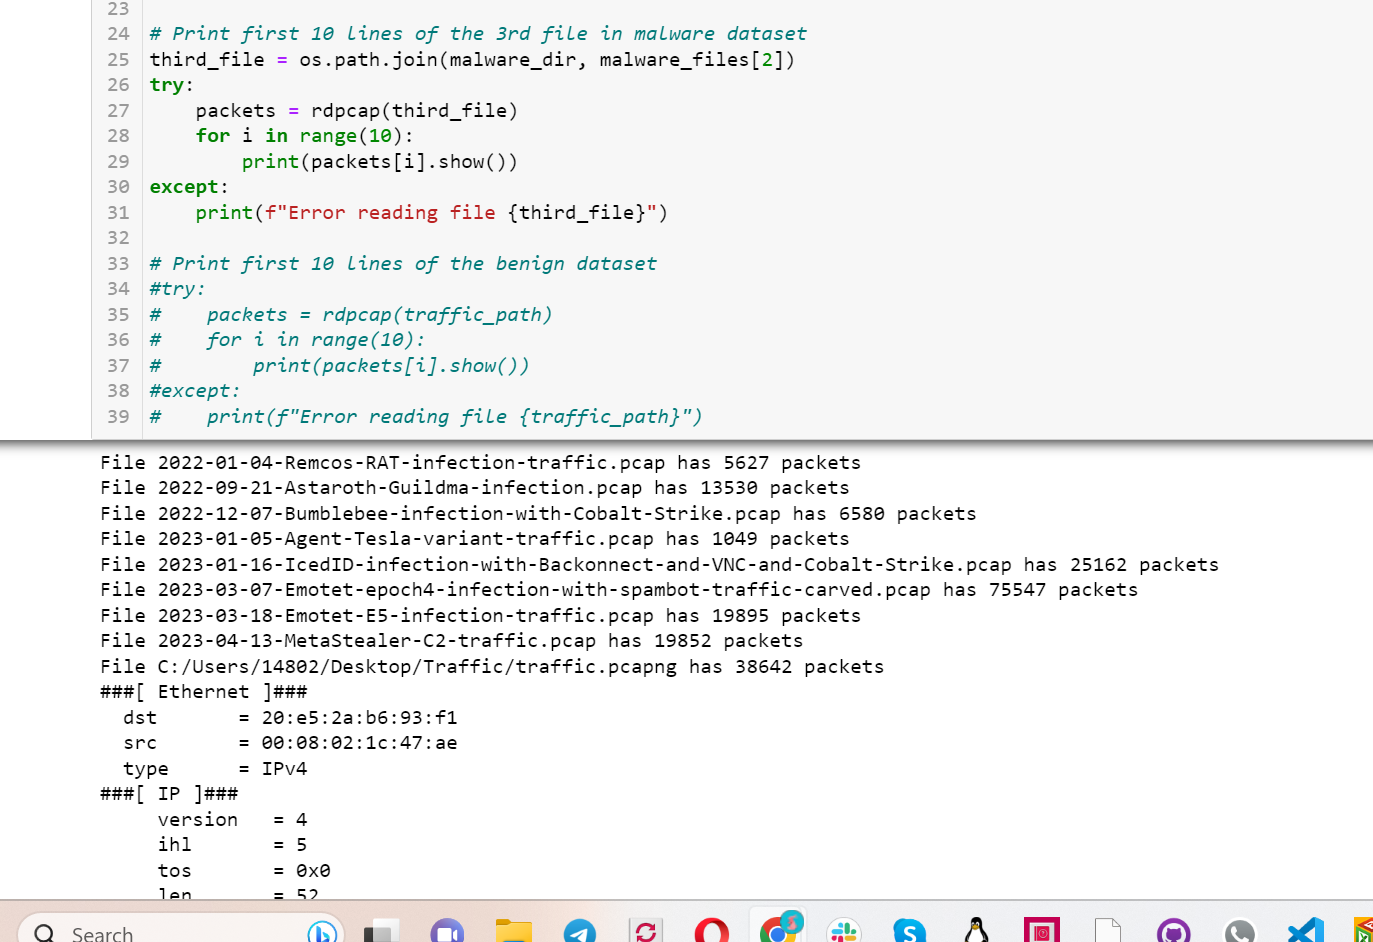 23
24 # Print first 10 lines of the 3rd file in malware dataset
25 third_file = os.path.join(malware_dir, malware_files[2])
26 try:
27     packets = rdpcap(third_file)
28     for i in range(10):
29         print(packets[i].show())
30 except:
31     print(f"Error reading file {third_file}")
32
33 # Print first 10 lines of the benign dataset
34 #try:
35 #    packets = rdpcap(traffic_path)
36 #    for i in range(10):
37 #        print(packets[i].show())
38 #except:
39 #    print(f"Error reading file {traffic_path}")
File 2022-01-04-Remcos-RAT-infection-traffic.pcap has 5627 packets
File 2022-09-21-Astaroth-Guildma-infection.pcap has 13530 packets
File 2022-12-07-Bumblebee-infection-with-Cobalt-Strike.pcap has 6580 packets
File 2023-01-05-Agent-Tesla-variant-traffic.pcap has 1049 packets
File 2023-01-16-IcedID-infection-with-Backonnect-and-VNC-and-Cobalt-Strike.pcap has 25162 packets
File 2023-03-07-Emotet-epoch4-infection-with-spambot-traffic-carved.pcap has 75547 packets
File 2023-03-18-Emotet-E5-infection-traffic.pcap has 19895 packets
File 2023-04-13-MetaStealer-C2-traffic.pcap has 19852 packets
File C:/Users/14802/Desktop/Traffic/traffic.pcapng has 38642 packets
###[ Ethernet ]###
  dst       = 20:e5:2a:b6:93:f1
  src       = 00:08:02:1c:47:ae
  type      = IPv4
###[ IP ]###
     version   = 4
     ihl       = 5
     tos       = 0x0
     len       = 52
Search